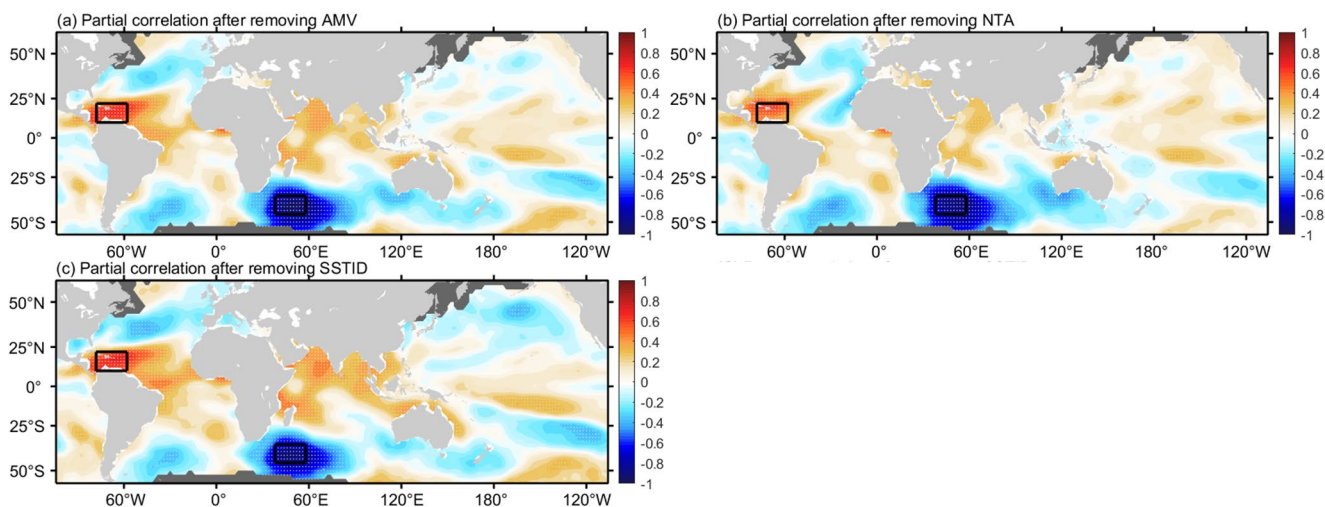 (a) Partial correlation after removing AMV
50°N
25°N
0°
25°S
50°S
60°W 0° 60°E 120°E 180° 120°W
1
0.8
0.6
0.4
0.2
0
-0.2
-0.4
-0.6
-0.8
-1
(b) Partial correlation after removing NTA
50°N
25°N
0°
25°S
50°S
60°W 0° 60°E 120°E 180° 120°W
1
0.8
0.6
0.4
0.2
0
-0.2
-0.4
-0.6
-0.8
-1
(c) Partial correlation after removing SSTID
50°N
25°N
0°
25°S
50°S
60°W 0° 60°E 120°E 180° 120°W
1
0.8
0.6
0.4
0.2
0
-0.2
-0.4
-0.6
-0.8
-1